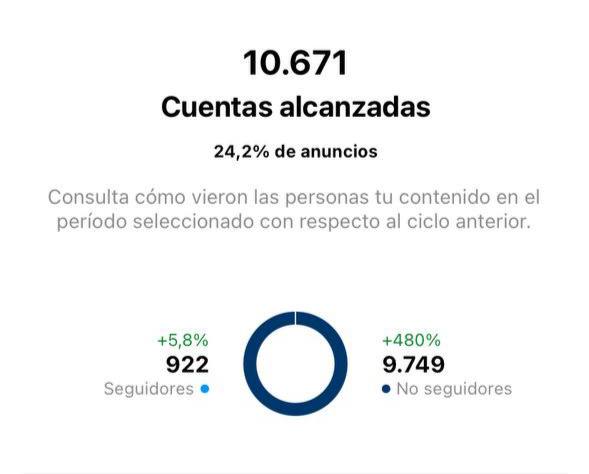 10.671
Cuentas alcanzadas
24,2% de anuncios
Consulta cómo vieron las personas tu contenido en el
período seleccionado con respecto al ciclo anterior.
+5,8%
922
Seguidores
+480%
9.749
No seguidores